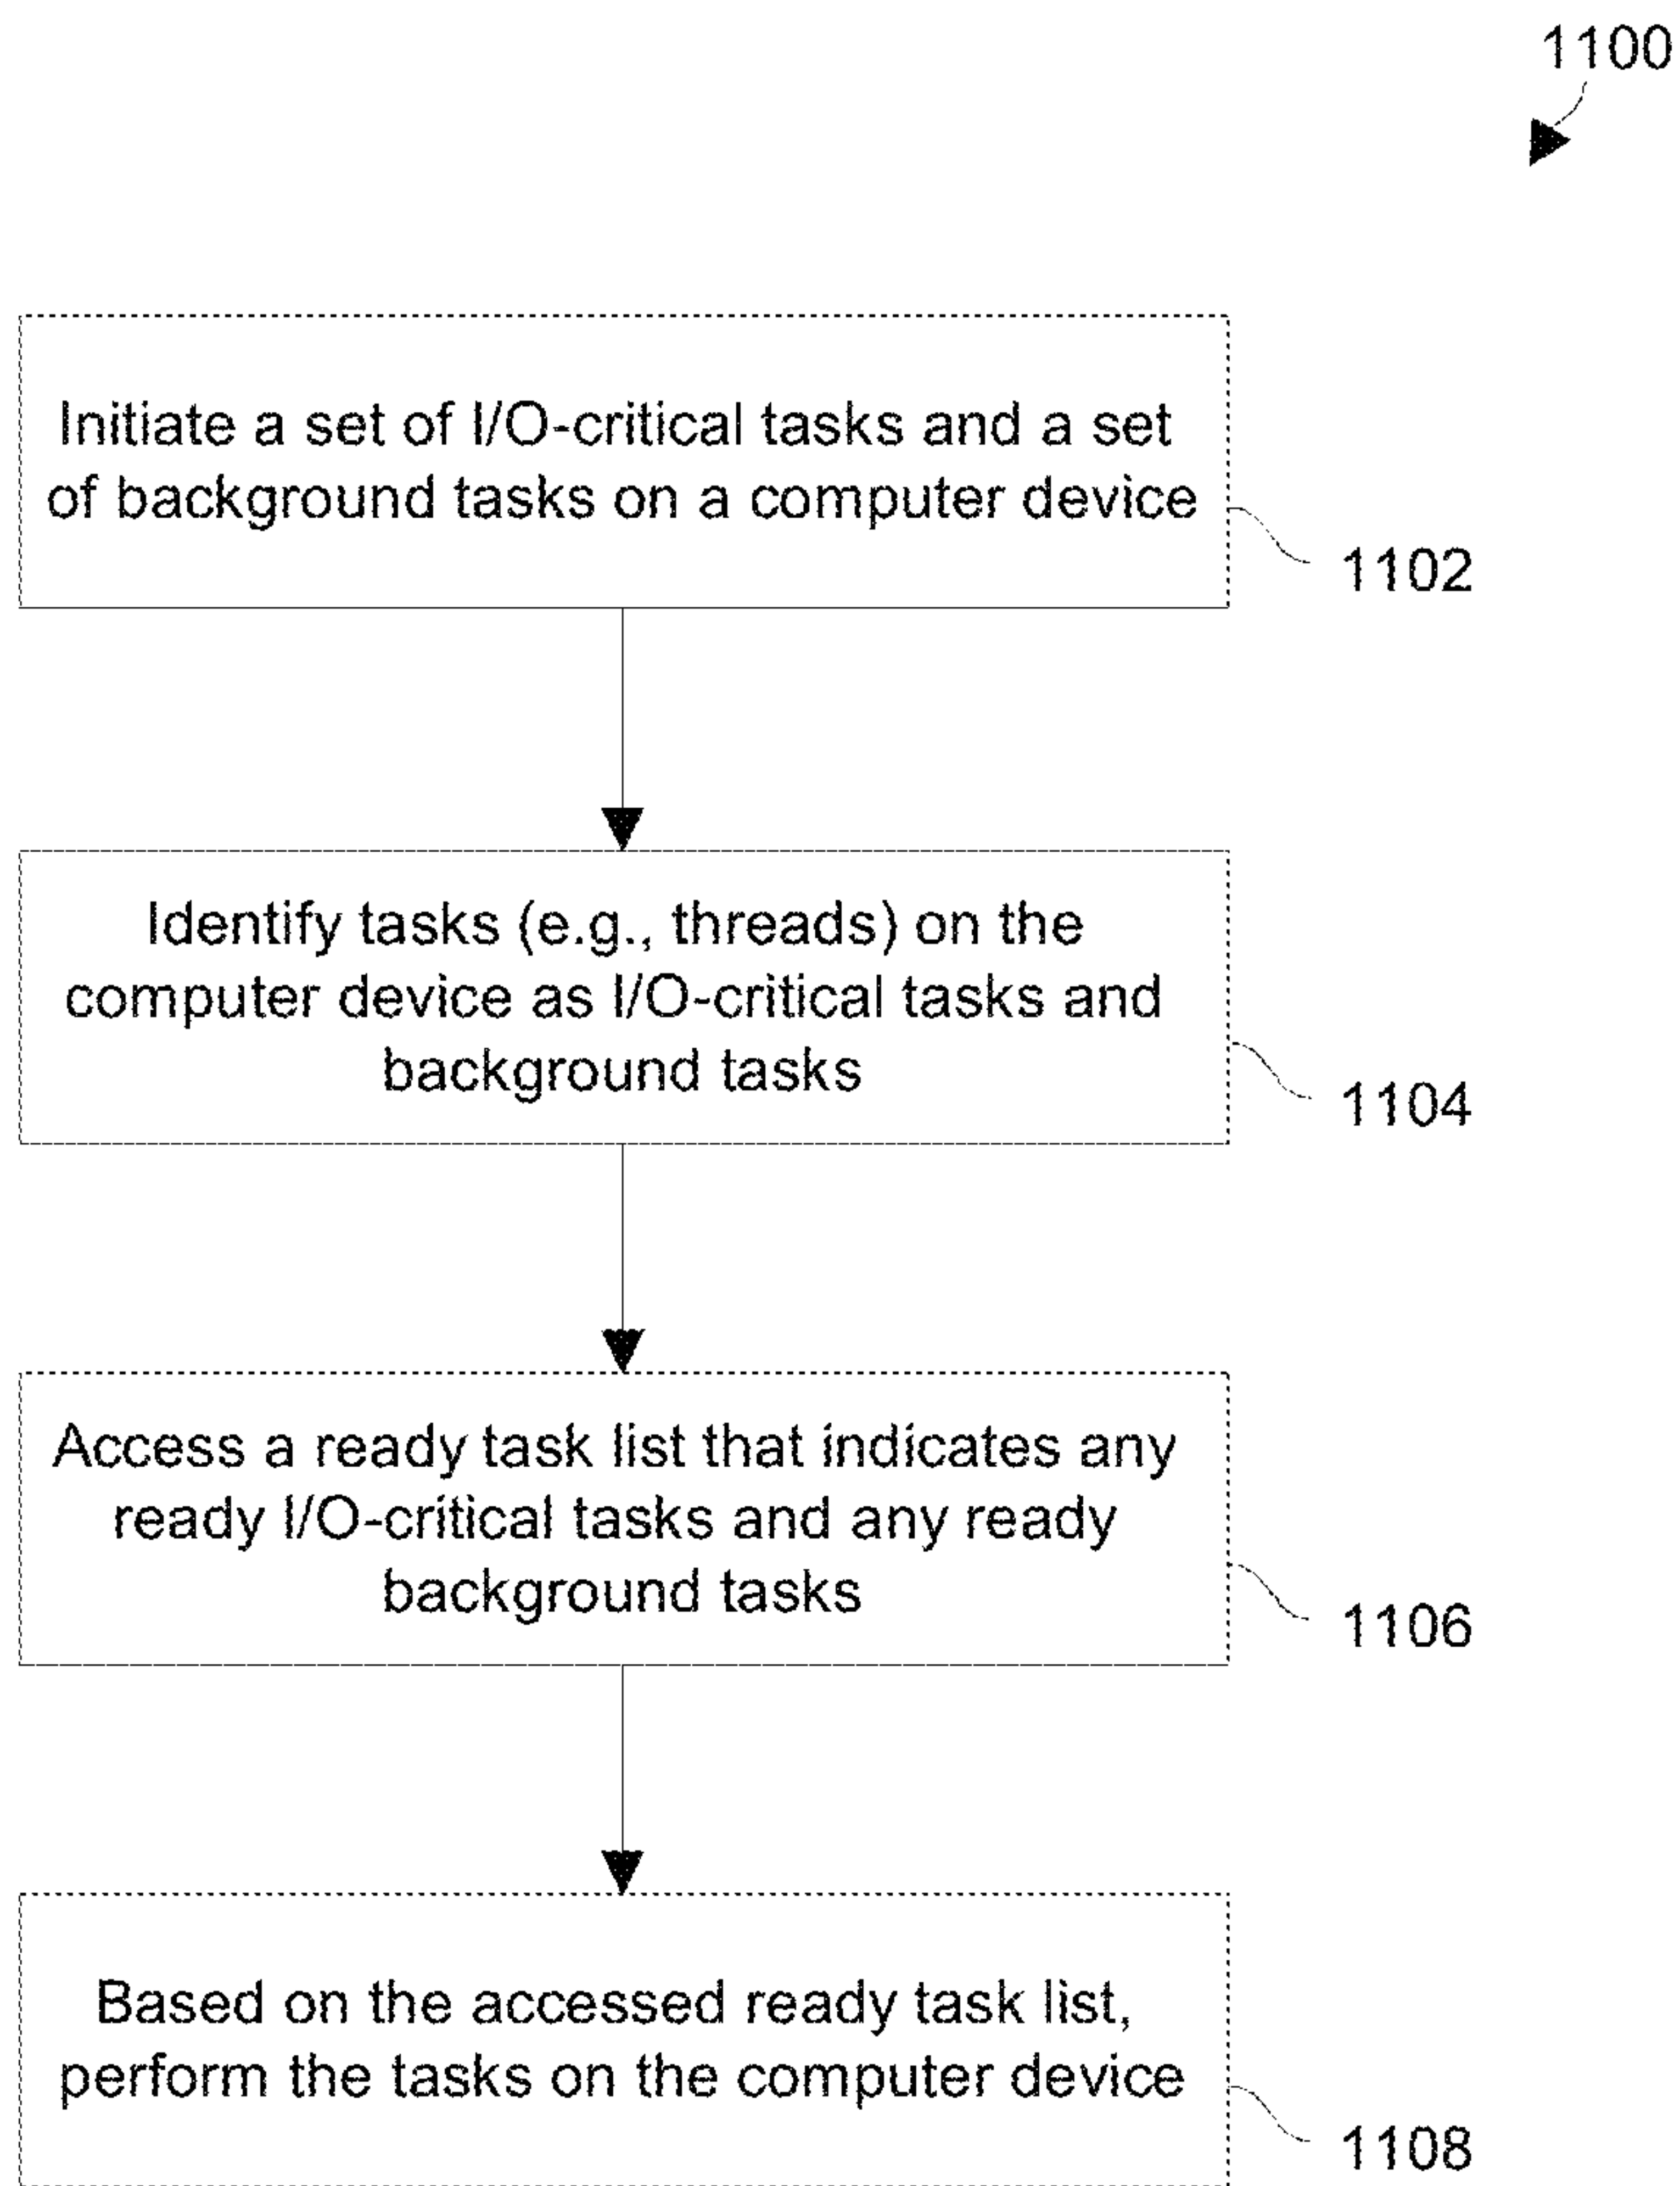 1100
Initiate a set of I/O-critical tasks and a set
of background tasks on a computer device
1102
Identify tasks (e.g., threads) on the
computer device as I/O-critical tasks and
background tasks
1104
Access a ready task list that indicates any
ready I/O-critical tasks and any ready
background tasks
1106
Based on the accessed ready task list,
perform the tasks on the computer device
1108